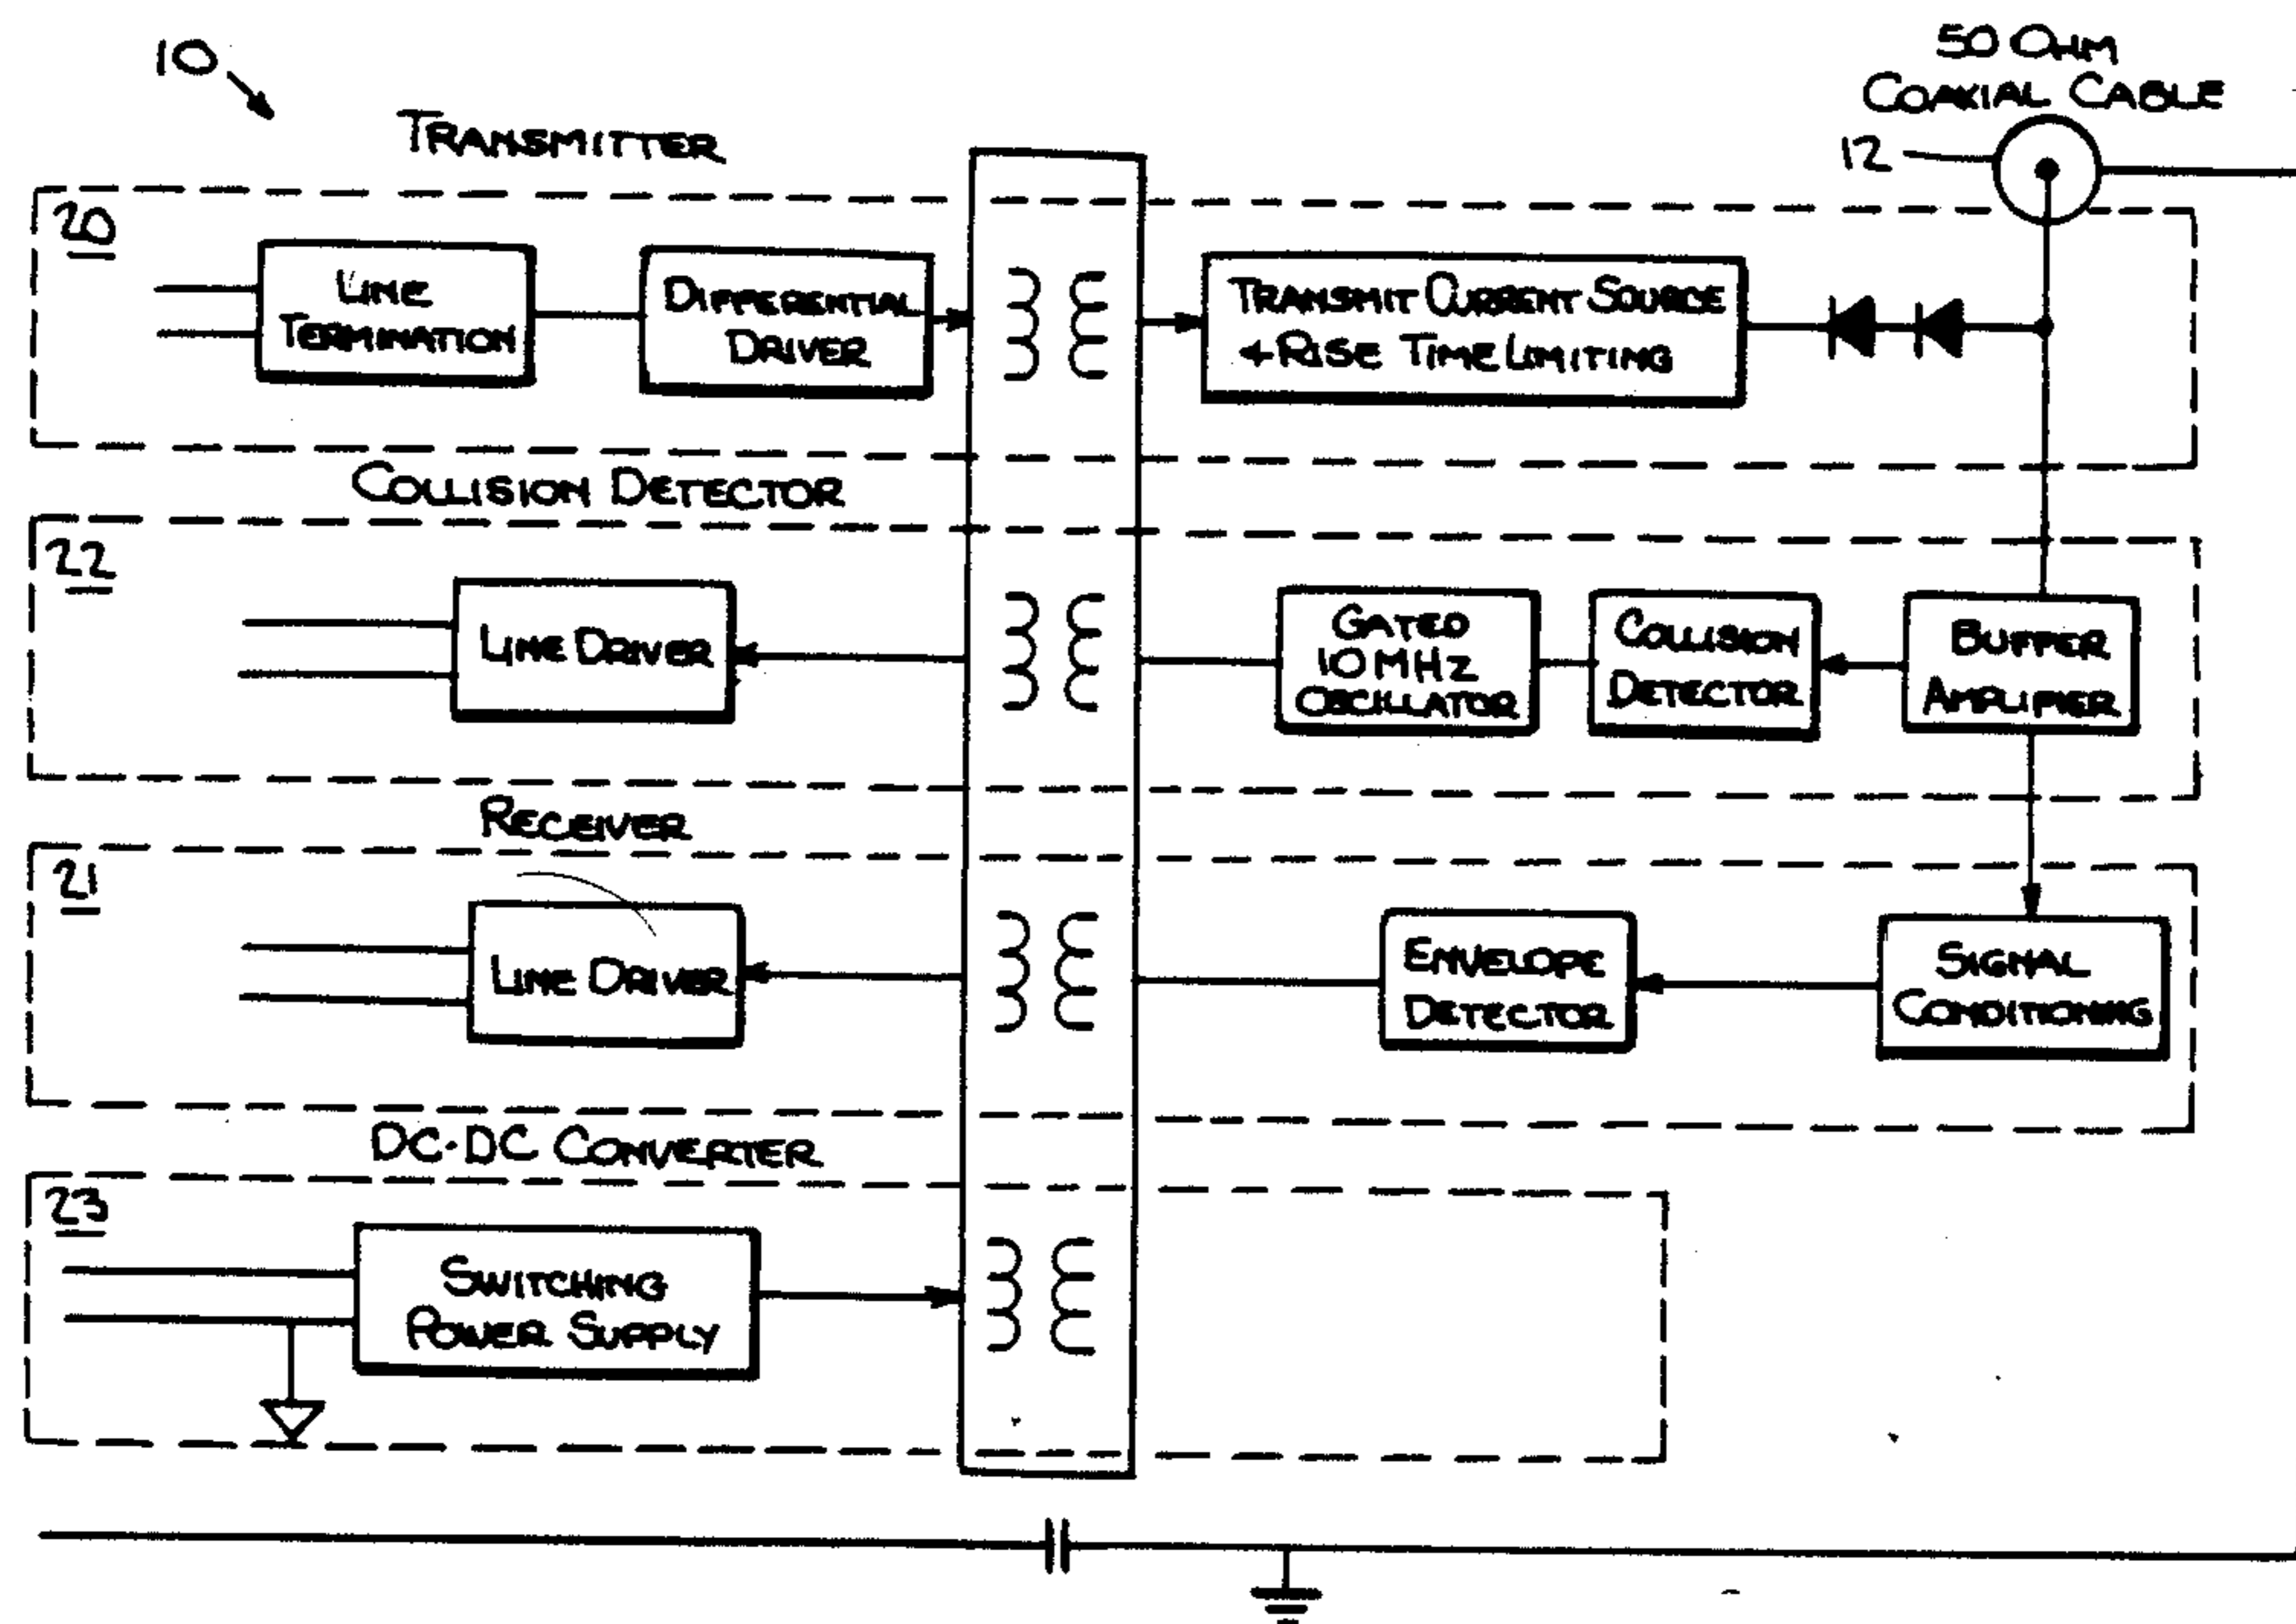 10
50 OHM
COAXIAL CABLE
12
TRANSMITTER
20
LINE
TERMINATION
DIFFERENTIAL
DRIVER
TRANSMIT CURRENT SOURCE
+ RISE TIME LIMITING
COLLISION DETECTOR
22
LINE DRIVER
GATED
10 MHZ
OSCILLATOR
COLLISION
DETECTOR
BUFFER
AMPLIFIER
RECEIVER
21
LINE DRIVER
ENVELOPE
DETECTOR
SIGNAL
CONDITIONING
DC-DC CONVERTER
23
SWITCHING
POWER SUPPLY